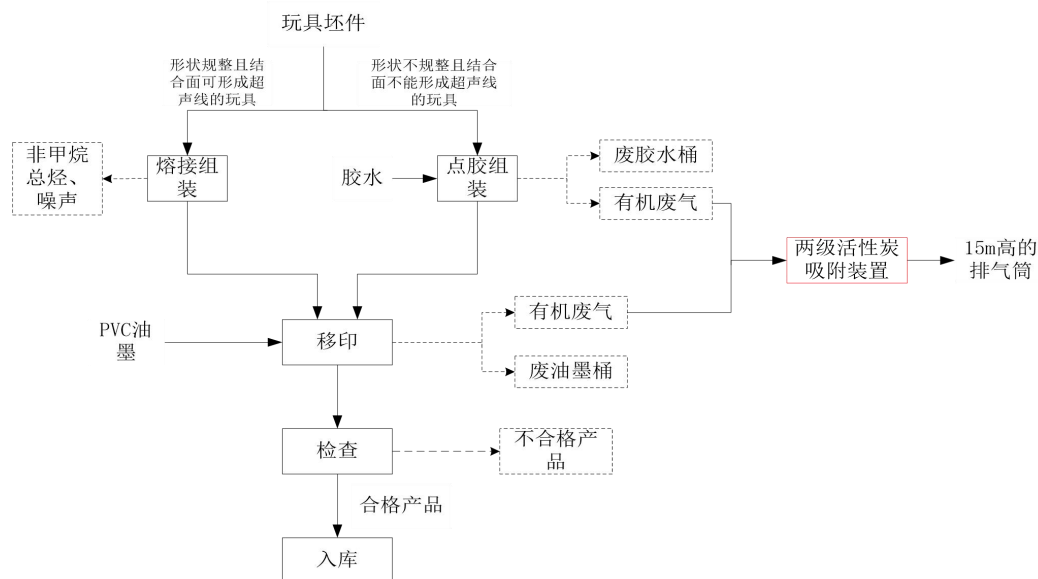 玩具坯件
形状规整且结
合面可形成超
声线的玩具
形状不规整且结合
面不能形成超声线
的玩具
非甲烷
总烃、
噪声
熔接组
装
胶水
点胶组
装
废胶水桶
有机废气
两级活性炭
吸附装置
15m高的
排气筒
PVC油
墨
移印
有机废气
废油墨桶
检查
不合格产
品
合格产品
入库